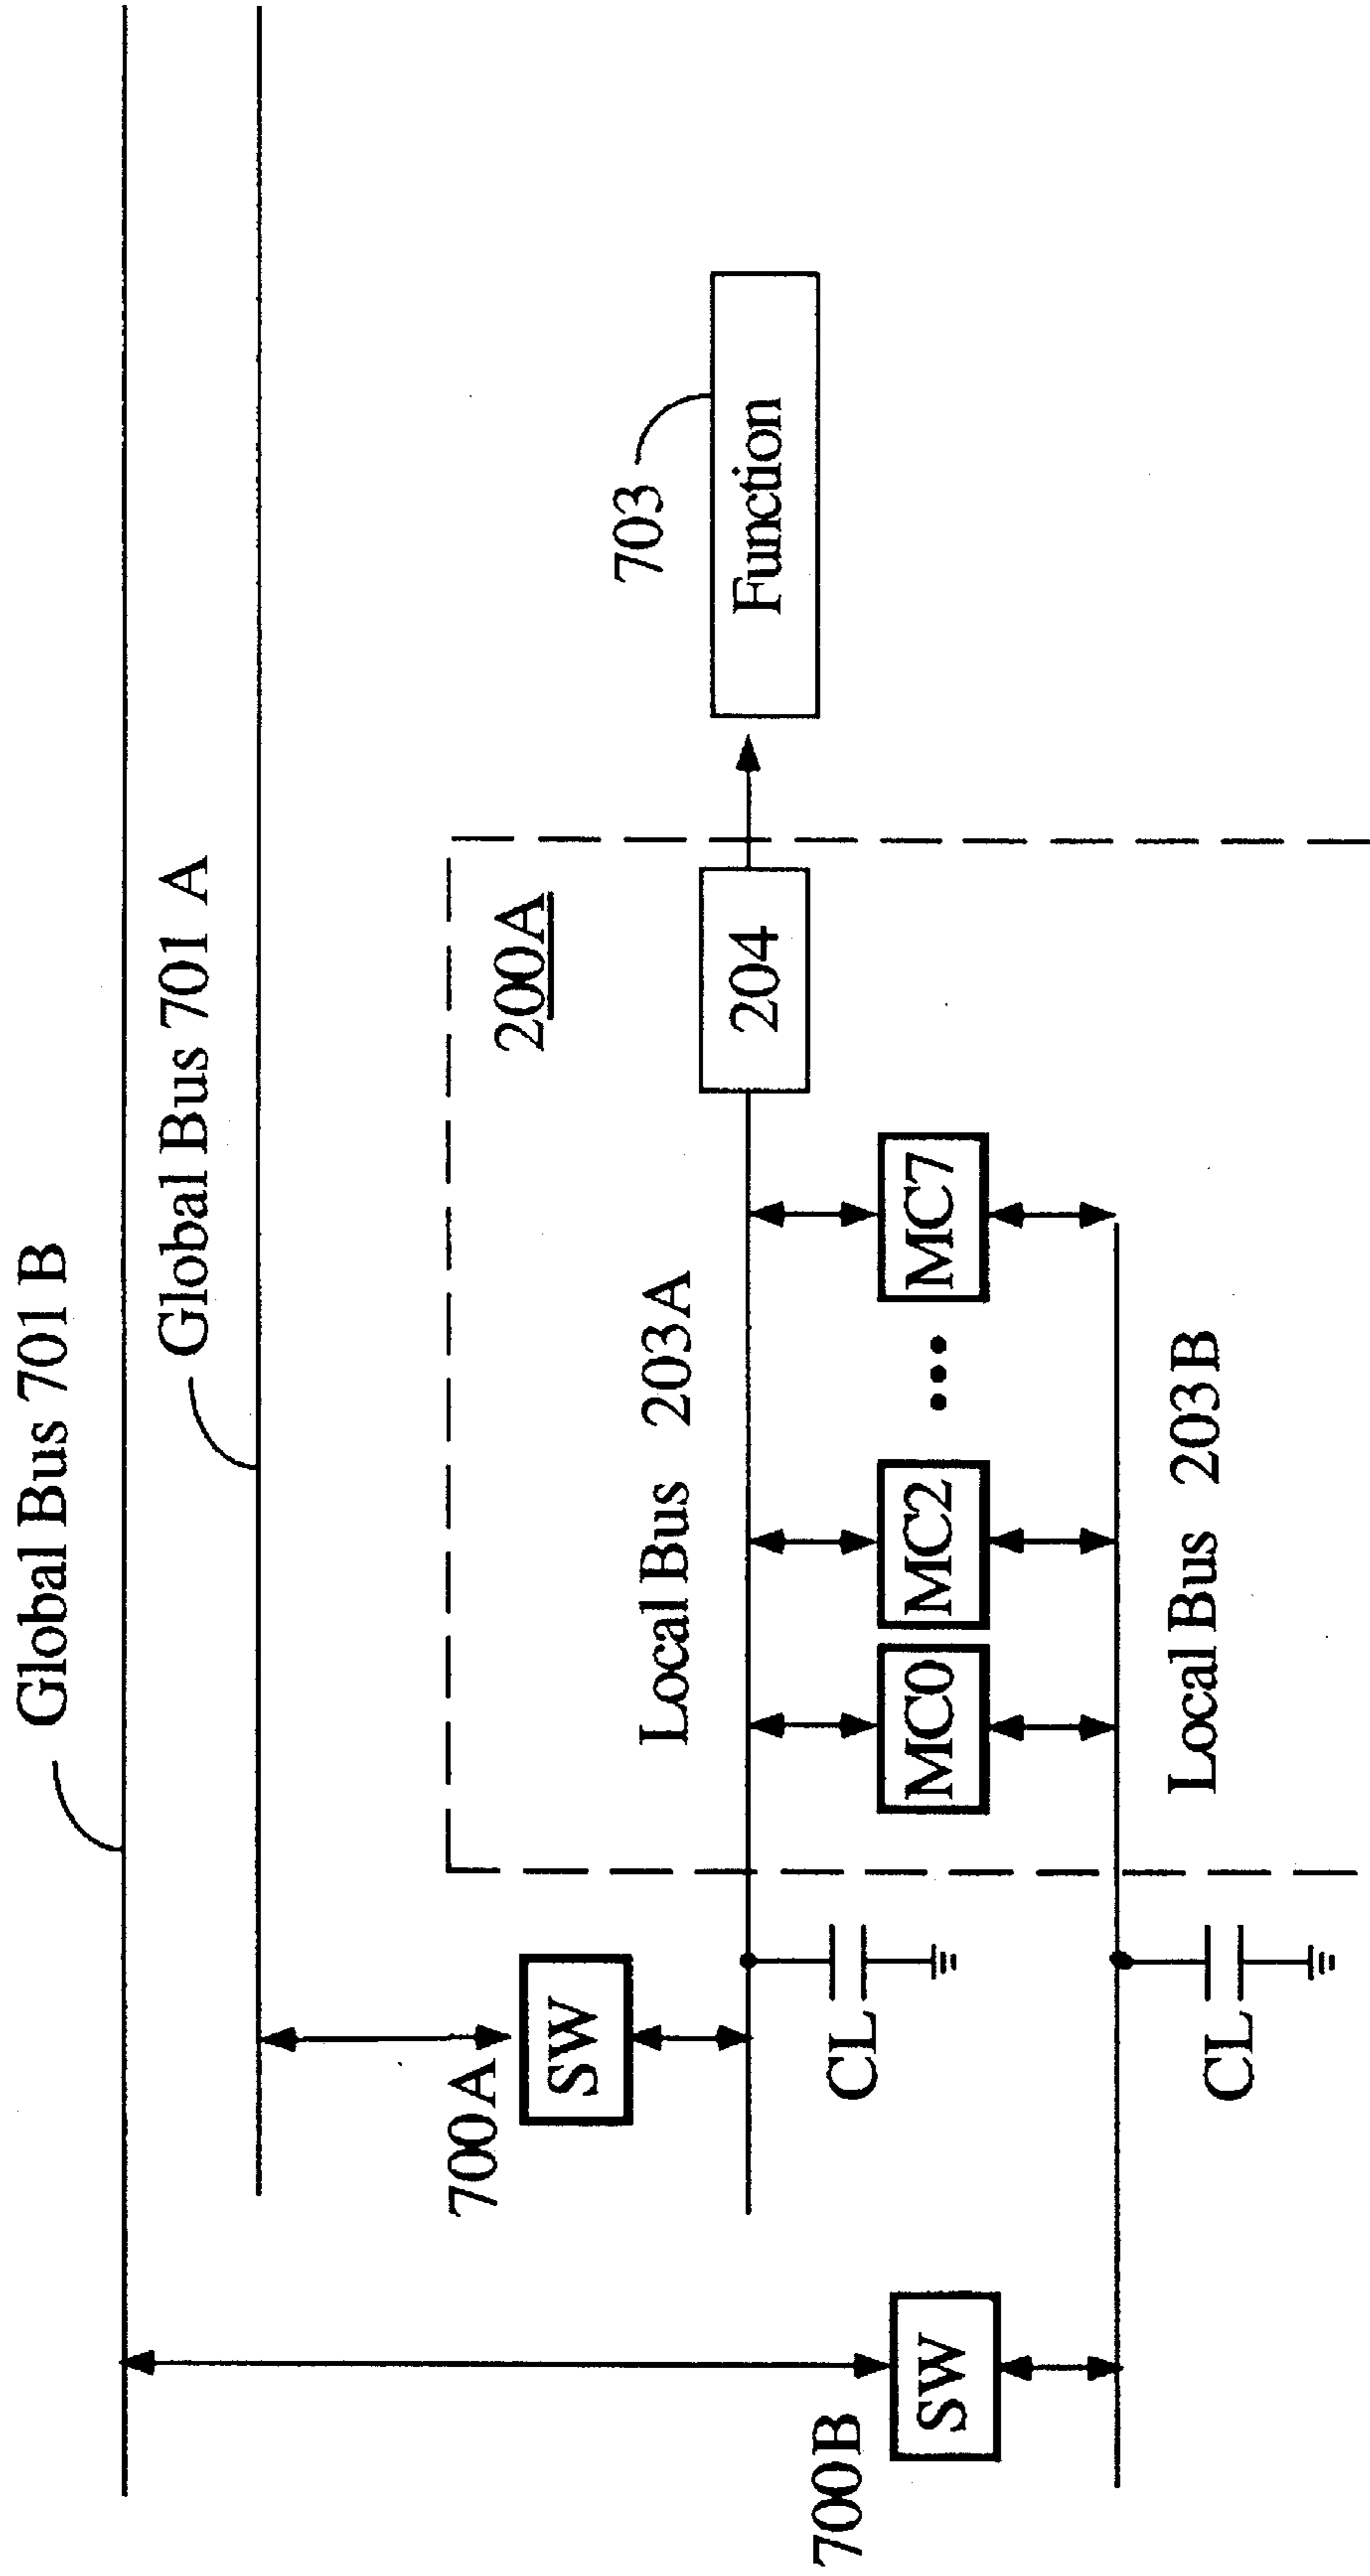 Global Bus 701 B
Global Bus 701 A
200A
703
700A
SW
Local Bus 203A
204
Function
CL
MC0
MC2
MC7
700B
SW
Local Bus 203B
CL